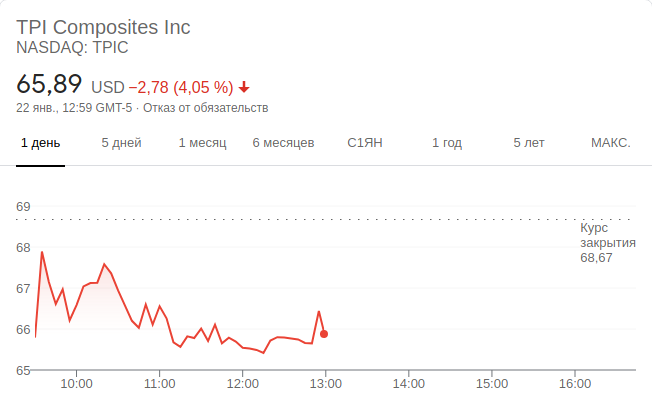 TPI Composites Inc
NASDAQ: TPIC
65,89 USD −2,78 (4,05 %)
22 янв., 12:59 GMT-5 · Отказ от обязательств
1 день 5 дней 1 месяц 6 месяцев С1ЯН 1 год 5 лет МАКС.
69
Курс
закрытия
68,67
68
67
66
65
10:00 11:00 12:00 13:00 14:00 15:00 16:00